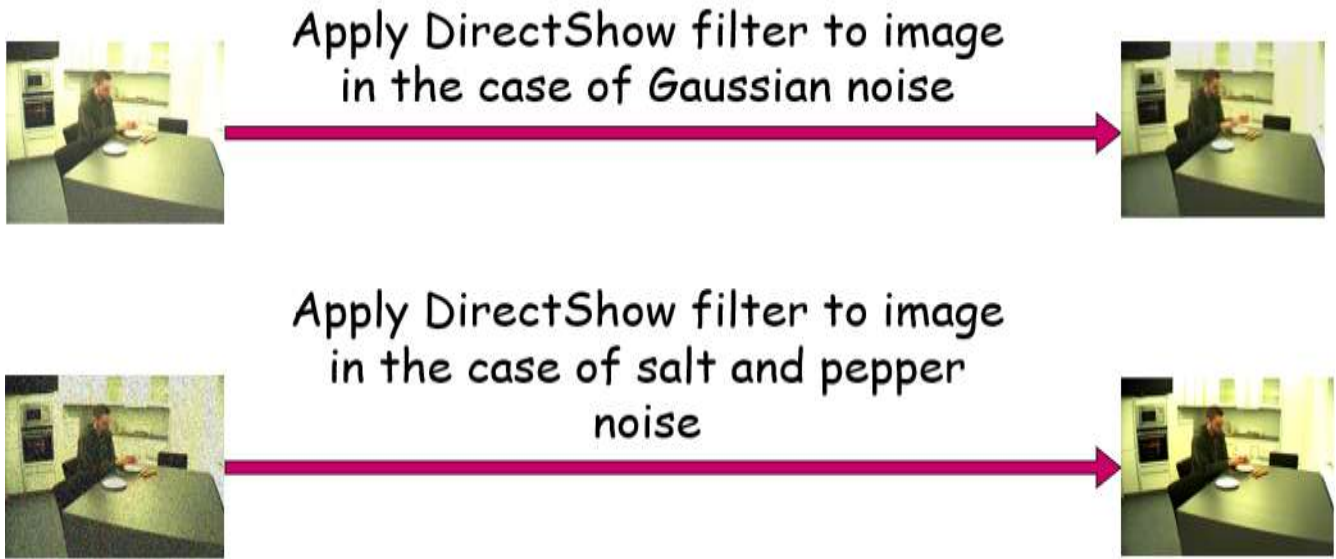 Apply DirectShow filter to image
in the case of Gaussian noise
Apply DirectShow filter to image
in the case of salt and pepper
noise